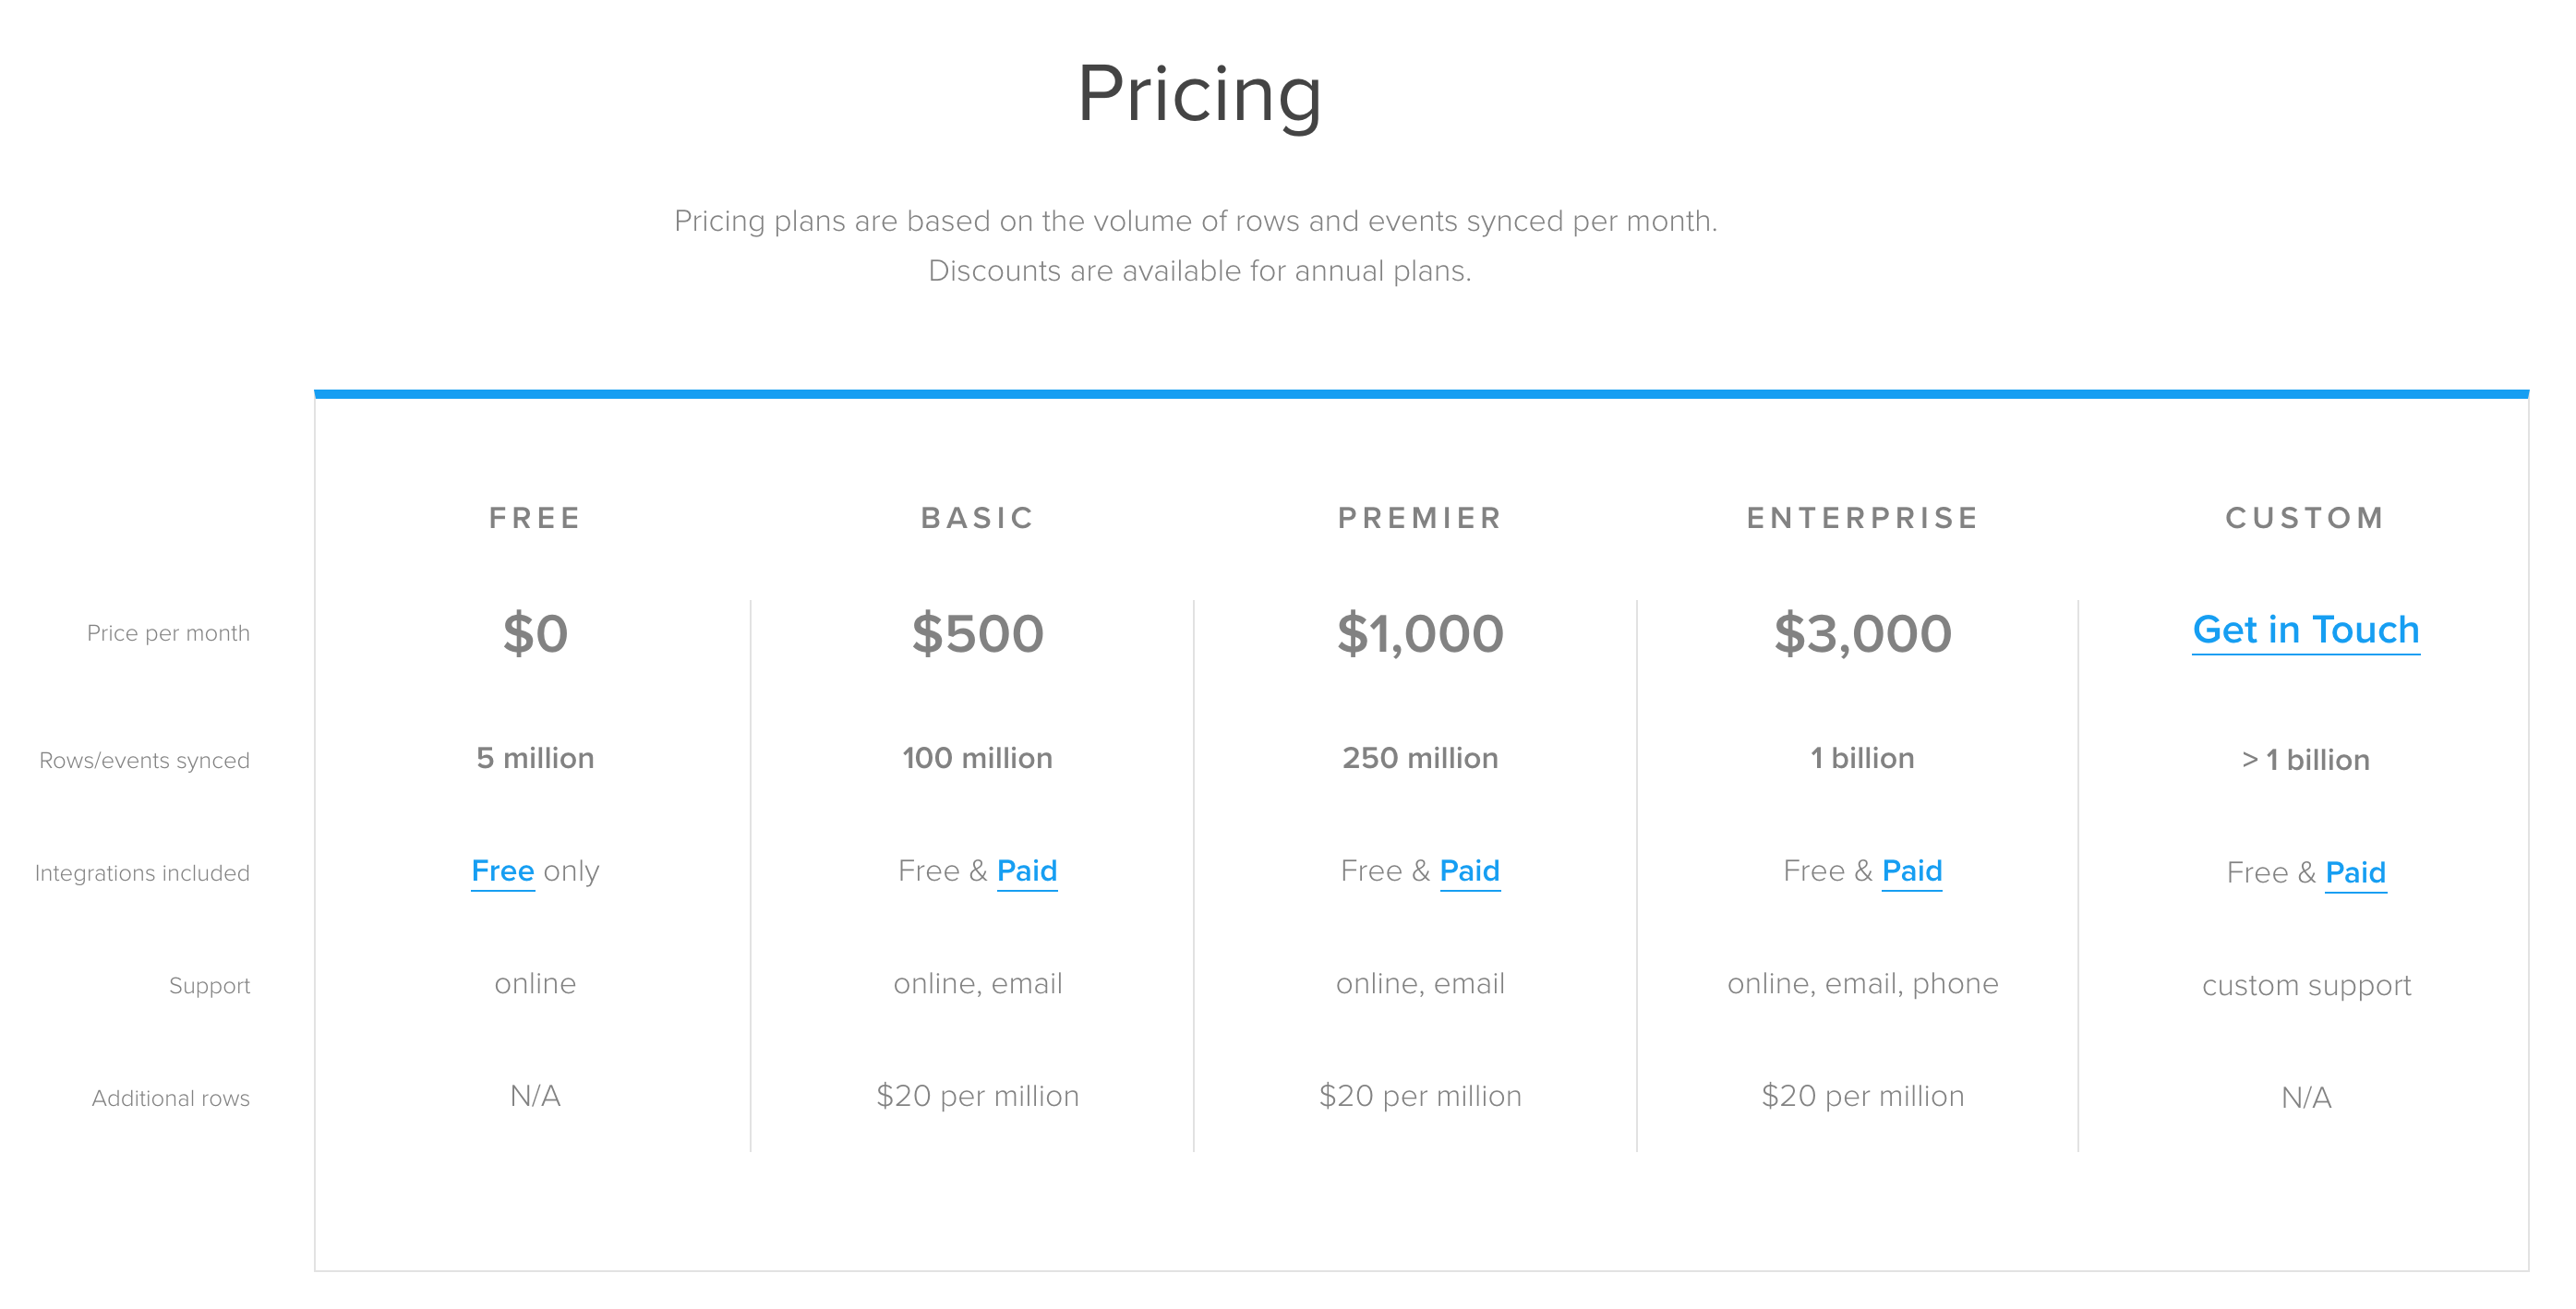 Pricing
Pricing plans are based on the volume of rows and events synced per month.
Discounts are available for annual plans.
FREE BASIC PREMIER ENTERPRISE CUSTOM
Price per month $0 $500 $1,000 $3,000 Get in Touch
Rows/events synced 5 million 100 million 250 million 1 billion > 1 billion
Integrations included Free only Free & Paid Free & Paid Free & Paid Free & Paid
Support online online, email online, email online, email, phone custom support
Additional rows N/A $20 per million $20 per million $20 per million N/A